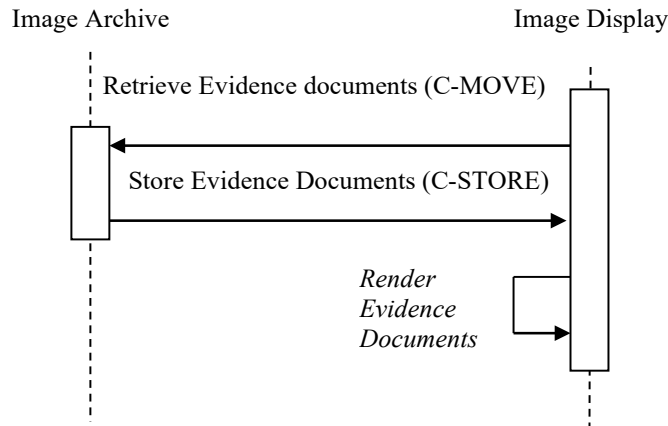 Image Archive
Image Display
Retrieve Evidence documents (C-MOVE)
Store Evidence Documents (C-STORE)
Render
Evidence
Documents